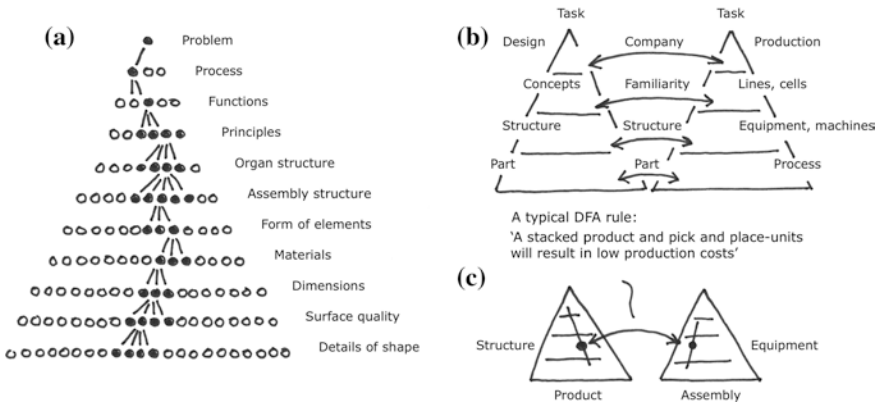 (a)
Problem
Process
Functions
Principles
Organ structure
Assembly structure
Form of elements
Materials
Dimensions
Surface quality
Details of shape
(b)
Task Task
Design Company Production
Concepts Familiarity Lines, cells
Structure Structure Equipment, machines
Part Part Process
A typical DFA rule:
'A stacked product and pick and place-units
will result in low production costs'
(c)
Structure Equipment
Product Assembly